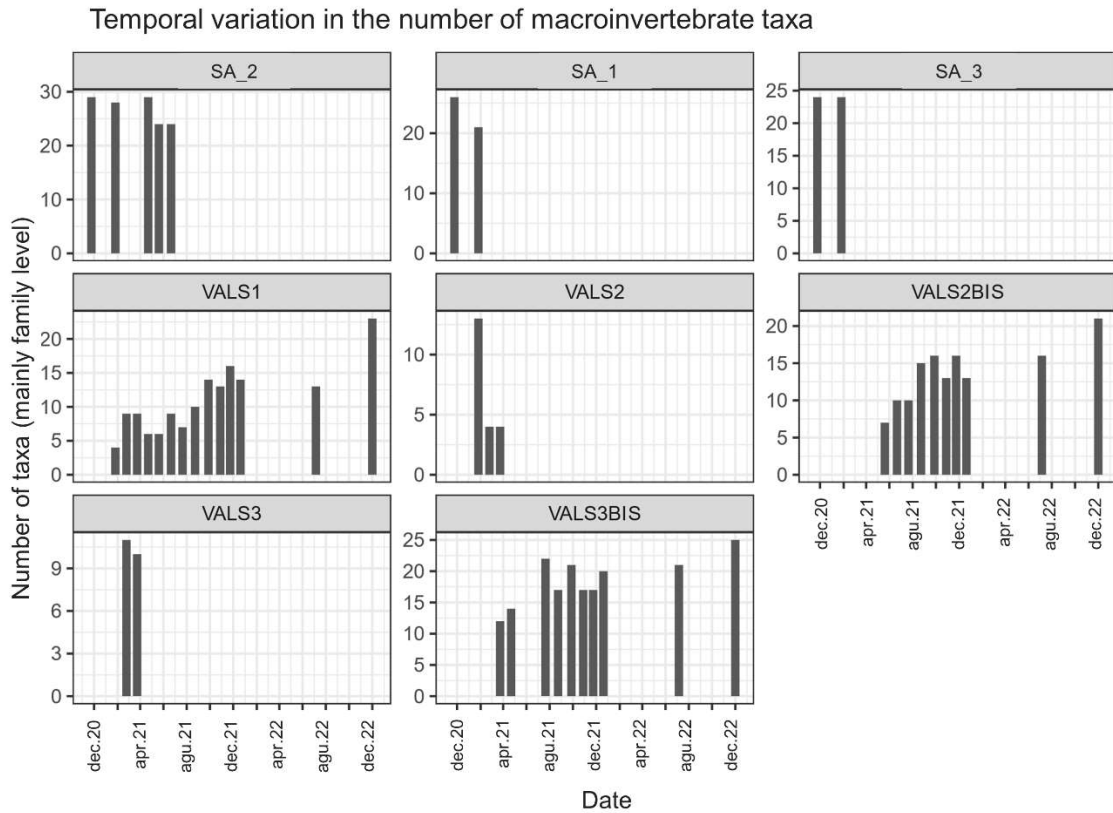 Temporal variation in the number of macroinvertebrate taxa
Number of taxa (mainly family level)
SA_2
30
20
10
0
SA_1
20
10
0
SA_3
25
20
15
10
5
0
VALS1
20
15
10
5
0
VALS2
10
5
0
VALS2BIS
20
15
10
5
0
dec.20
apr.21
agu.21
dec.21
apr.22
agu.22
dec.22
VALS3
9
6
3
0
dec.20
apr.21
agu.21
dec.21
apr.22
agu.22
dec.22
VALS3BIS
25
20
15
10
5
0
dec.20
apr.21
agu.21
dec.21
apr.22
agu.22
dec.22
Date